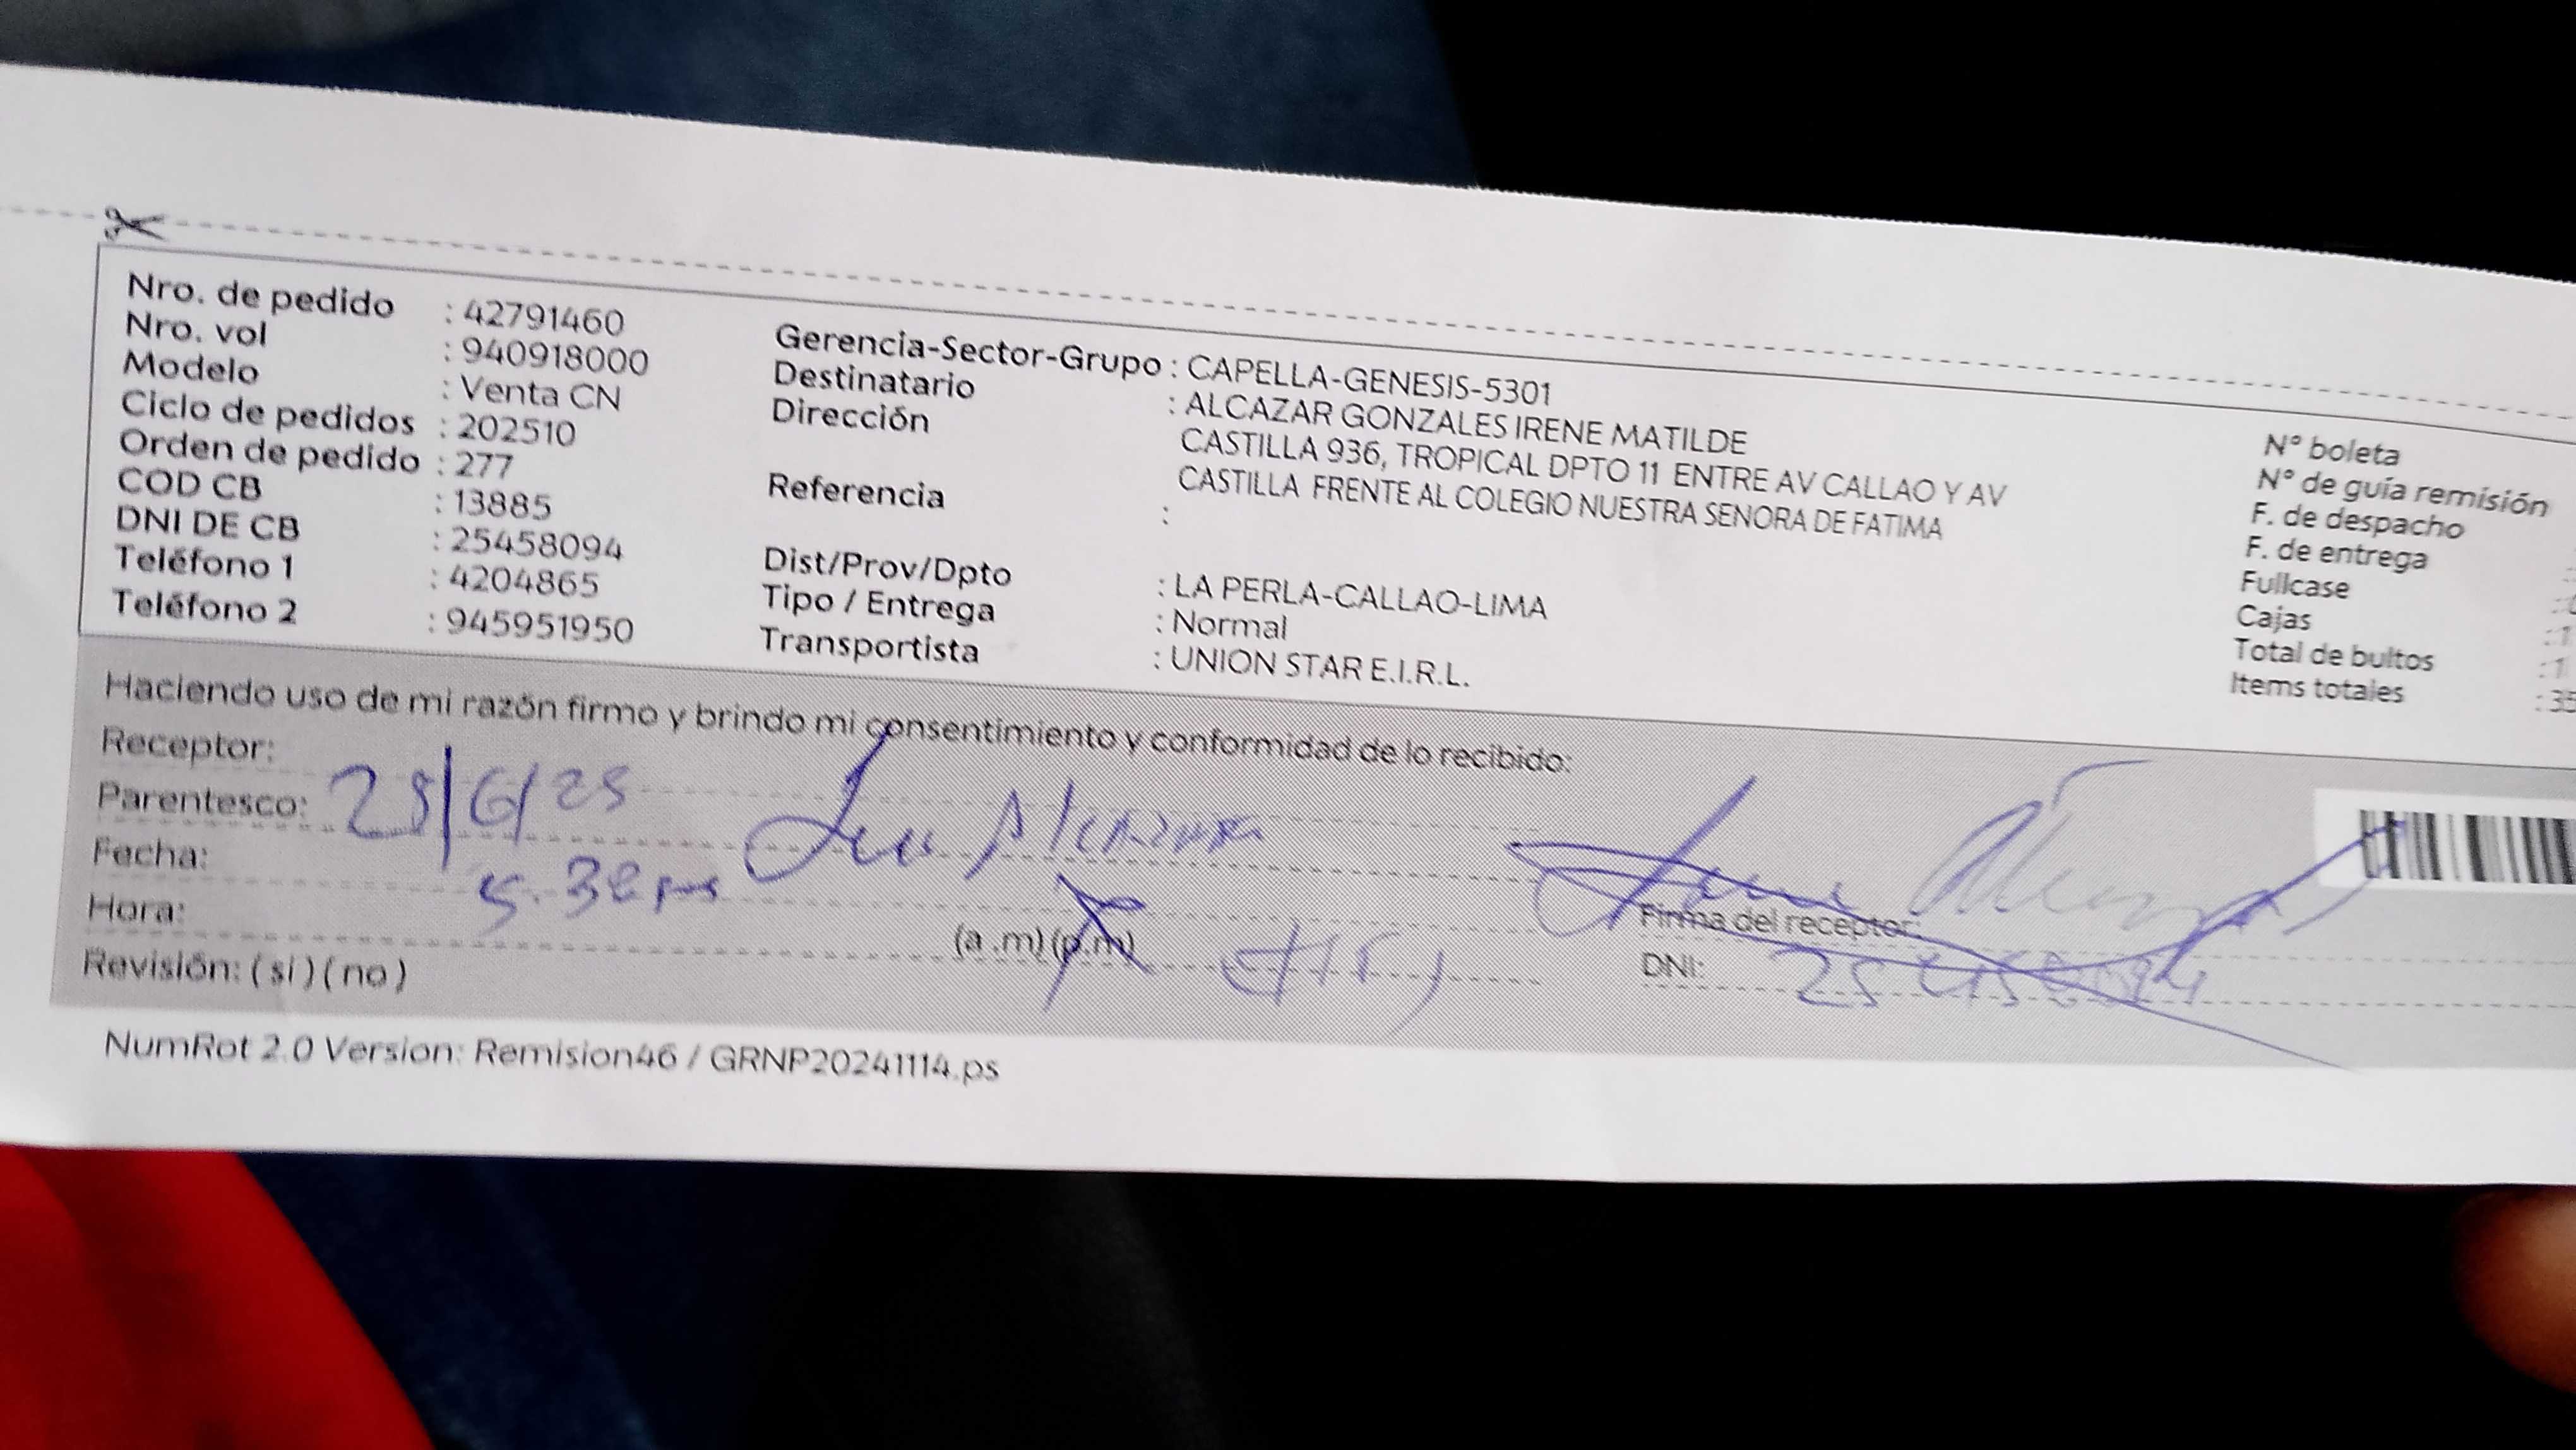 Nro. de pedido : 42791460
Nro. vol : 940918000
Modelo : Venta CN
Ciclo de pedidos : 202510
Orden de pedido : 277
COD CB : 13885
DNI DE CB : 25458094
Teléfono 1 : 4204865
Teléfono 2 : 945951950
Gerencia-Sector-Grupo : CAPELLA-GENESIS-5301
Destinatario : ALCAZAR GONZALES IRENE MATILDE
Dirección CASTILLA 936, TROPICAL DPTO 11 ENTRE AV CALLAO Y AV
CASTILLA FRENTE AL COLEGIO NUESTRA SENORA DE FATIMA
Referencia :
Dist/Prov/Dpto : LA PERLA-CALLAO-LIMA
Tipo / Entrega : Normal
Transportista : UNION STAR E.I.R.L.
N° boleta
N° de guía remisión
F. de despacho
F. de entrega
Fullcase
Cajas : 1
Total de bultos : 1
Items totales : 35
Haciendo uso de mi razón firmo y brindo mi consentimiento y conformidad de lo recibido:
Receptor:
Parentesco:
Fecha:
Hora: (a.m) (p.m)
Revisión: ( si ) ( no )
Firma del receptor:
DNI: 25458094
NumRot 2.0 Version: Remision46 / GRNP20241114.ps